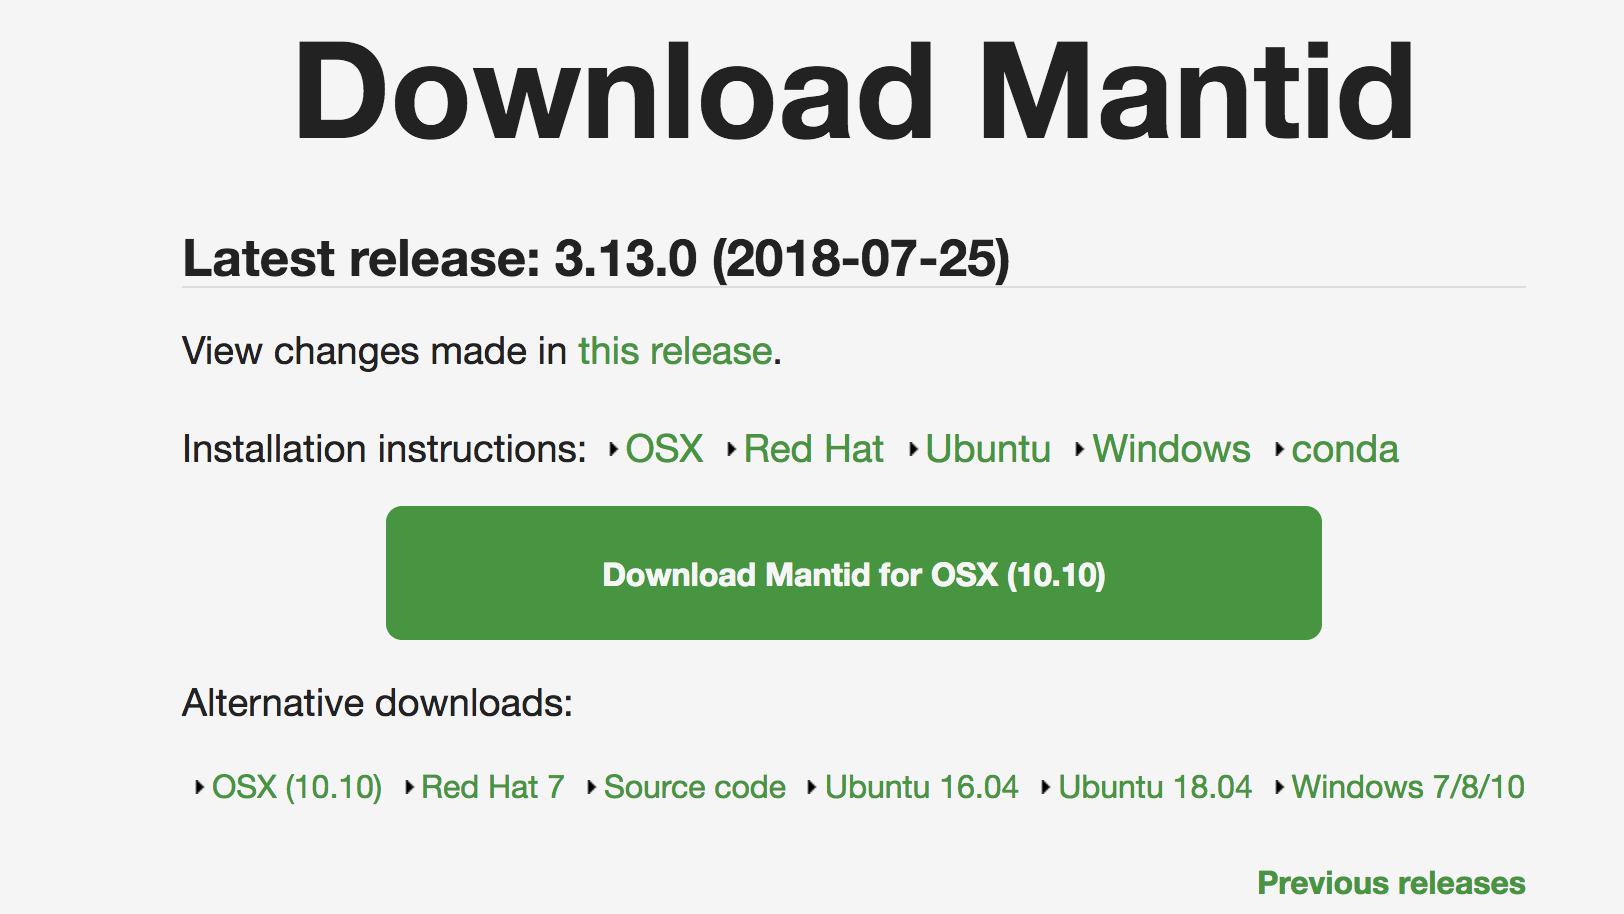 Download Mantid
Latest release: 3.13.0 (2018-07-25)
View changes made in this release.
Installation instructions: OSX Red Hat Ubuntu Windows conda
Download Mantid for OSX (10.10)
Alternative downloads:
OSX (10.10) Red Hat 7 Source code Ubuntu 16.04 Ubuntu 18.04 Windows 7/8/10
Previous releases